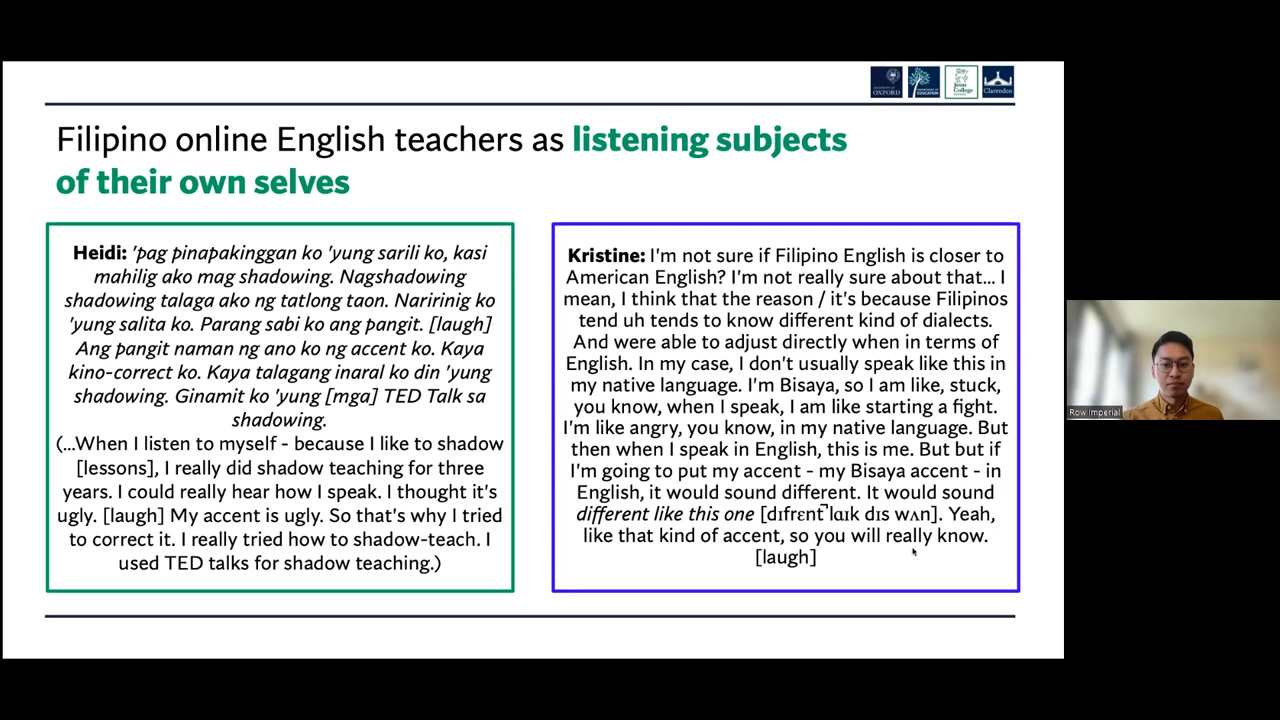 UNIVERSITY OF
OXFORD
DEPARTMENT OF
EDUCATION
Jesus
College
Clarendon
Filipino online English teachers as listening subjects
of their own selves
Heidi: 'pag pinapakinggan ko 'yung sarili ko, kasi
mahilig ako mag shadowing. Nagshadowing
shadowing talaga ako ng tatlong taon. Naririnig ko
'yung salita ko. Parang sabi ko ang pangit. [laugh]
Ang pangit naman ng ano ko ng accent ko. Kaya
kino-correct ko. Kaya talagang inaral ko din 'yung
shadowing. Ginamit ko 'yung [mga] TED Talk sa
shadowing.
(...When I listen to myself - because I like to shadow
[lessons], I really did shadow teaching for three
years. I could really hear how I speak. I thought it's
ugly. [laugh] My accent is ugly. So that's why I tried
to correct it. I really tried how to shadow-teach. I
used TED talks for shadow teaching.)
Kristine: I'm not sure if Filipino English is closer to
American English? I'm not really sure about that... I
mean, I think that the reason / it's because Filipinos
tend uh tends to know different kind of dialects.
And were able to adjust directly when in terms of
English. In my case, I don't usually speak like this in
my native language. I'm Bisaya, so I am like, stuck,
you know, when I speak, I am like starting a fight.
I'm like angry, you know, in my native language. But
then when I speak in English, this is me. But but if
I'm going to put my accent - my Bisaya accent - in
English, it would sound different. It would sound
different like this one [dɪfrɛnt̚ lɑɪk dɪs wʌn]. Yeah,
like that kind of accent, so you will really know.
[laugh]
Row Imperial